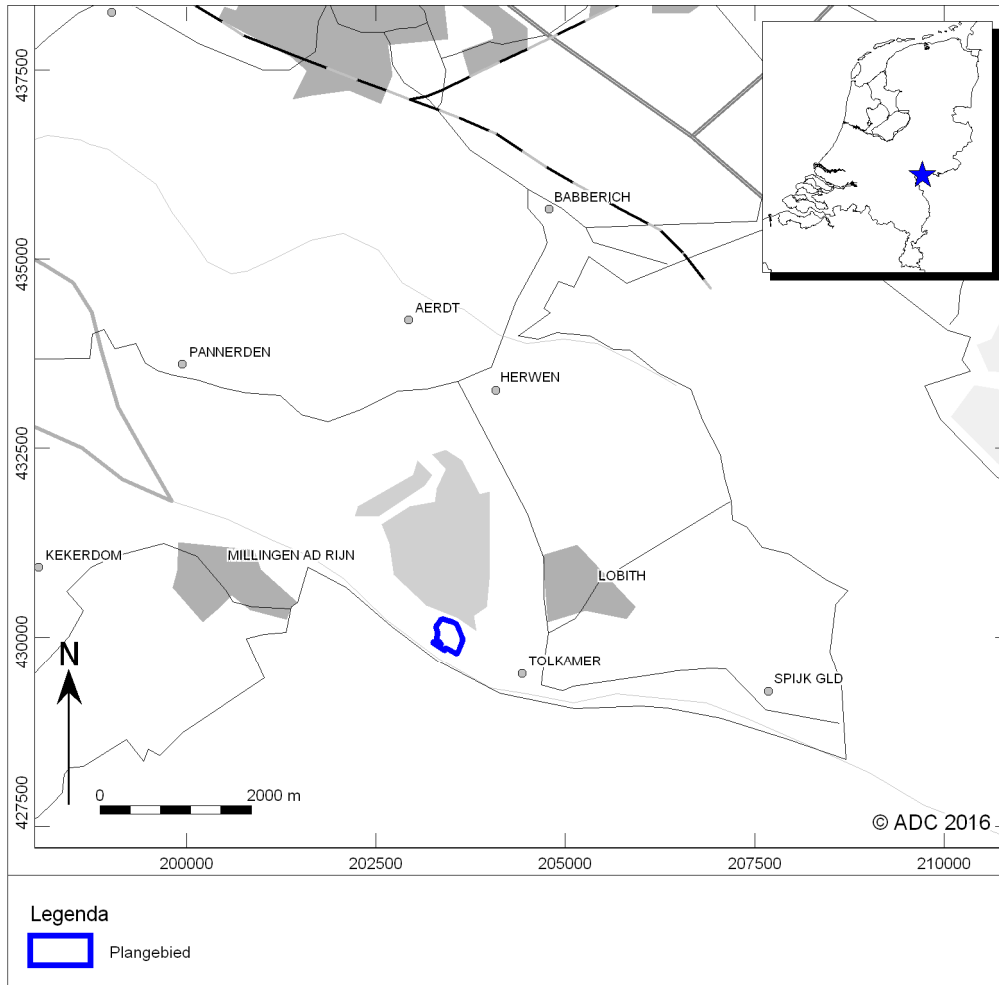 437500
BABBERICH
435000
AERDT
PANNERDEN
HERWEN
432500
KEKERDOM
MILLINGEN AD RIJN
LOBITH
430000
N
TOLKAMER
SPIJK GLD
0 2000 m
427500
© ADC 2016
200000 202500 205000 207500 210000
Legenda
Plangebied